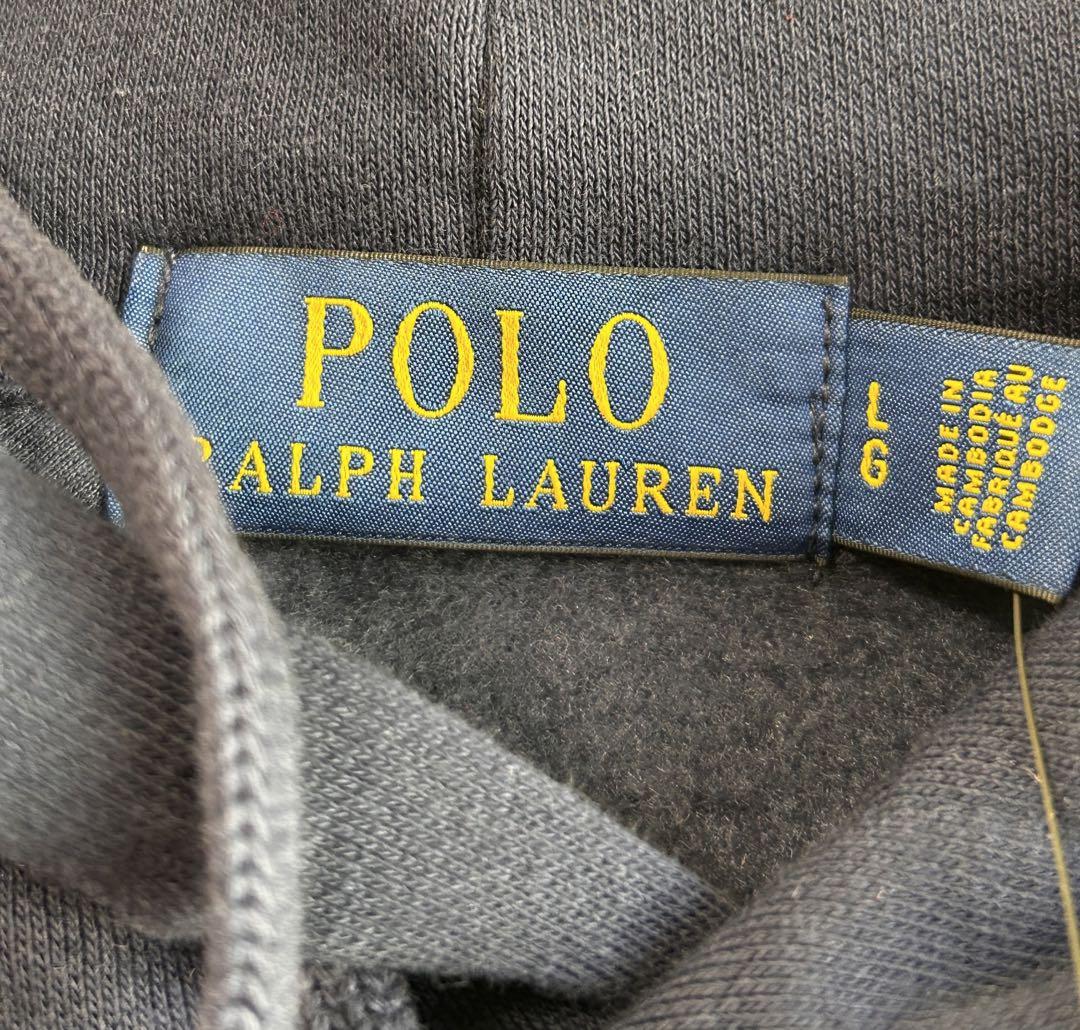 POLO
RALPH LAUREN
L
G
MADE IN
CAMBODIA
FABRIQUÉ AU
CAMBODGE